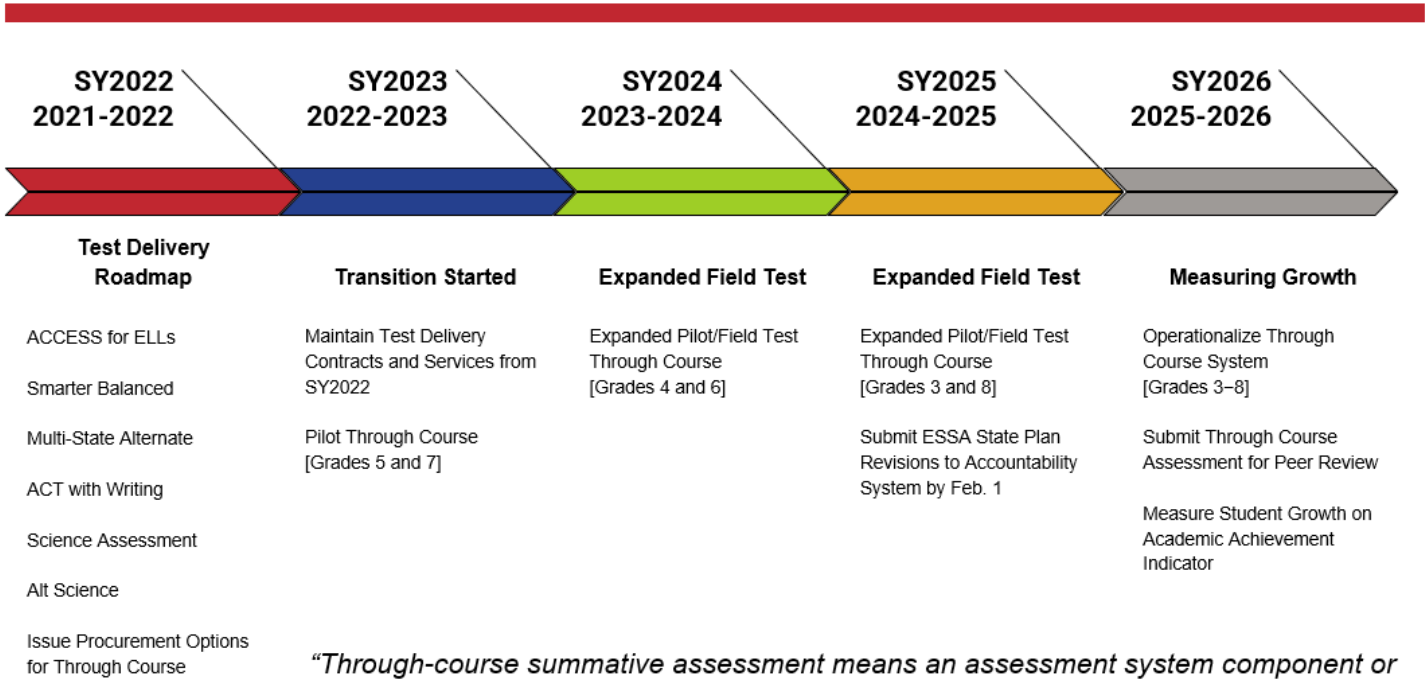 SY2022
2021-2022
SY2023
2022-2023
SY2024
2023-2024
SY2025
2024-2025
SY2026
2025-2026
Test Delivery
Roadmap
ACCESS for ELLs
Smarter Balanced
Multi-State Alternate
ACT with Writing
Science Assessment
Alt Science
Issue Procurement Options
for Through Course
Transition Started
Maintain Test Delivery
Contracts and Services from
SY2022
Pilot Through Course
[Grades 5 and 7]
Expanded Field Test
Expanded Pilot/Field Test
Through Course
[Grades 4 and 6]
Expanded Field Test
Expanded Pilot/Field Test
Through Course
[Grades 3 and 8]
Submit ESSA State Plan
Revisions to Accountability
System by Feb. 1
Measuring Growth
Operationalize Through
Course System
[Grades 3–8]
Submit Through Course
Assessment for Peer Review
Measure Student Growth on
Academic Achievement
Indicator
“Through-course summative assessment means an assessment system component or